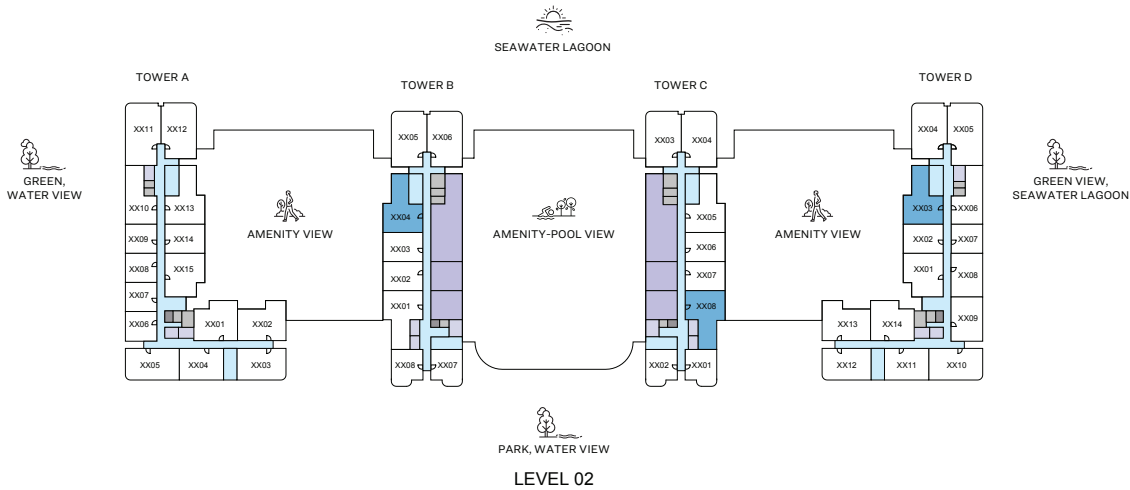 SEAWATER LAGOON
TOWER A
TOWER B
TOWER C
TOWER D
XX11
XX12
XX10
XX13
XX09
XX14
XX08
XX15
XX07
XX06
XX01
XX02
XX05
XX04
XX03
XX05
XX06
XX04
XX03
XX02
XX01
XX08
XX07
XX03
XX04
XX05
XX06
XX07
XX08
XX02
XX01
XX04
XX05
XX03
XX06
XX02
XX07
XX01
XX08
XX09
XX13
XX14
XX12
XX11
XX10
GREEN,
WATER VIEW
AMENITY VIEW
AMENITY-POOL VIEW
AMENITY VIEW
GREEN VIEW,
SEAWATER LAGOON
PARK, WATER VIEW
LEVEL 02